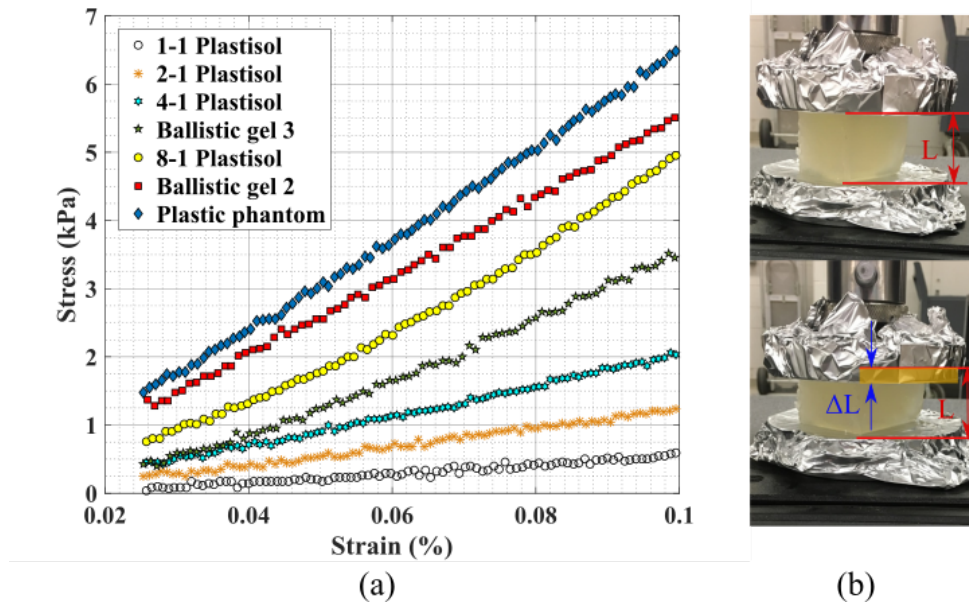 7
6
5
4
3
2
1
0
Stress (kPa)
1-1 Plastisol
2-1 Plastisol
4-1 Plastisol
Ballistic gel 3
8-1 Plastisol
Ballistic gel 2
Plastic phantom
0.02
0.04
0.06
0.08
0.1
Strain (%)
(a)
L
ΔL
L
(b)